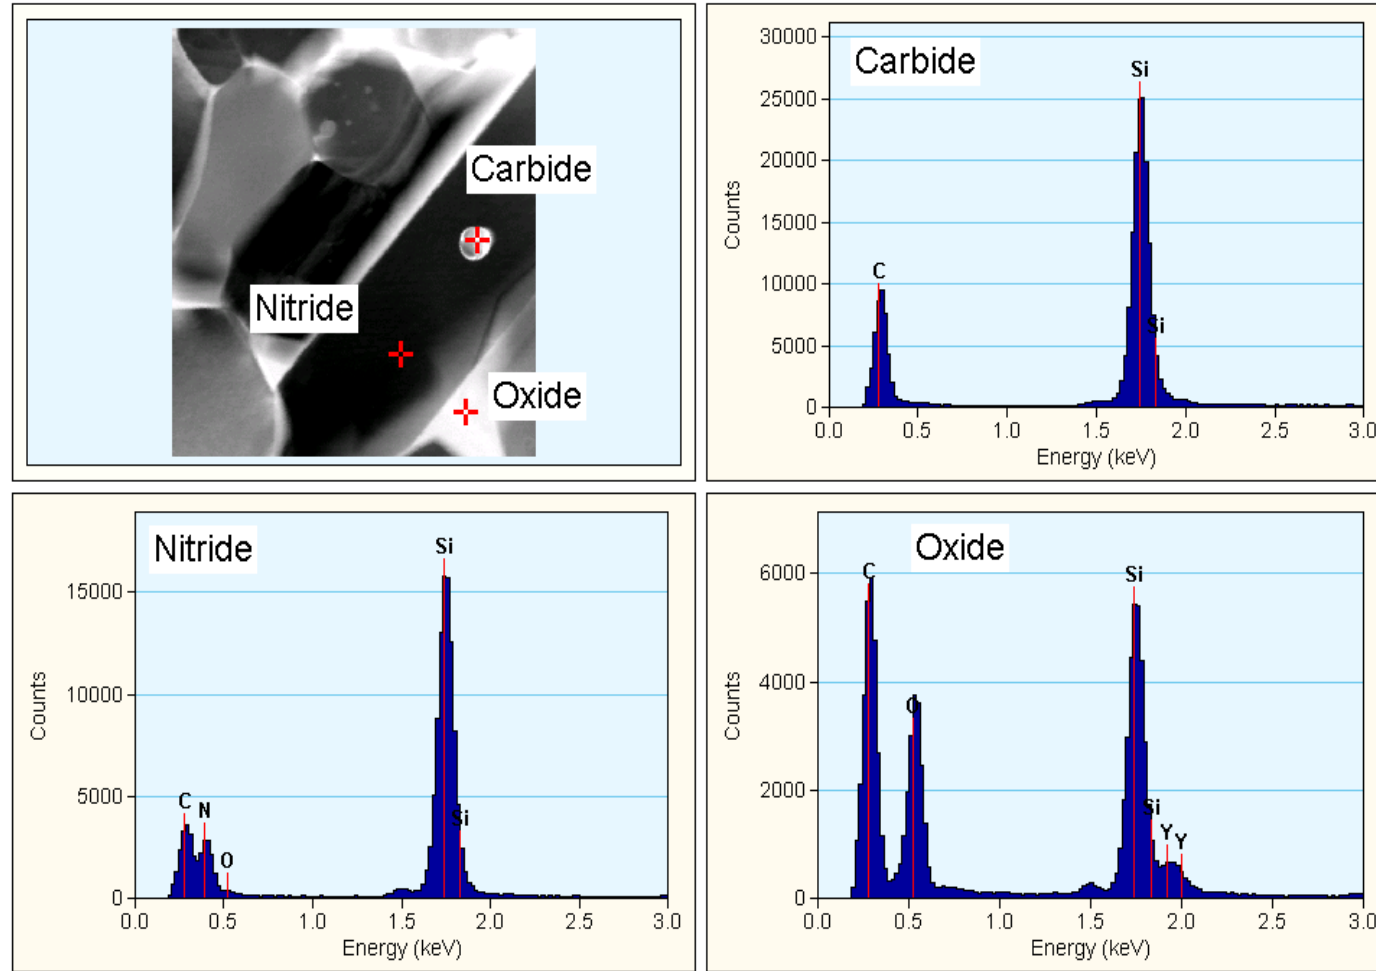 Carbide
Nitride
Oxide
Carbide
30000
25000
20000
15000
10000
5000
0
Counts
C
Si
Si
0.0 0.5 1.0 1.5 2.0 2.5 3.0
Energy (keV)
Nitride
15000
10000
5000
0
Counts
C N O Si Si
0.0 0.5 1.0 1.5 2.0 2.5 3.0
Energy (keV)
Oxide
6000
4000
2000
0
Counts
C O Si Si Y Y
0.0 0.5 1.0 1.5 2.0 2.5 3.0
Energy (keV)